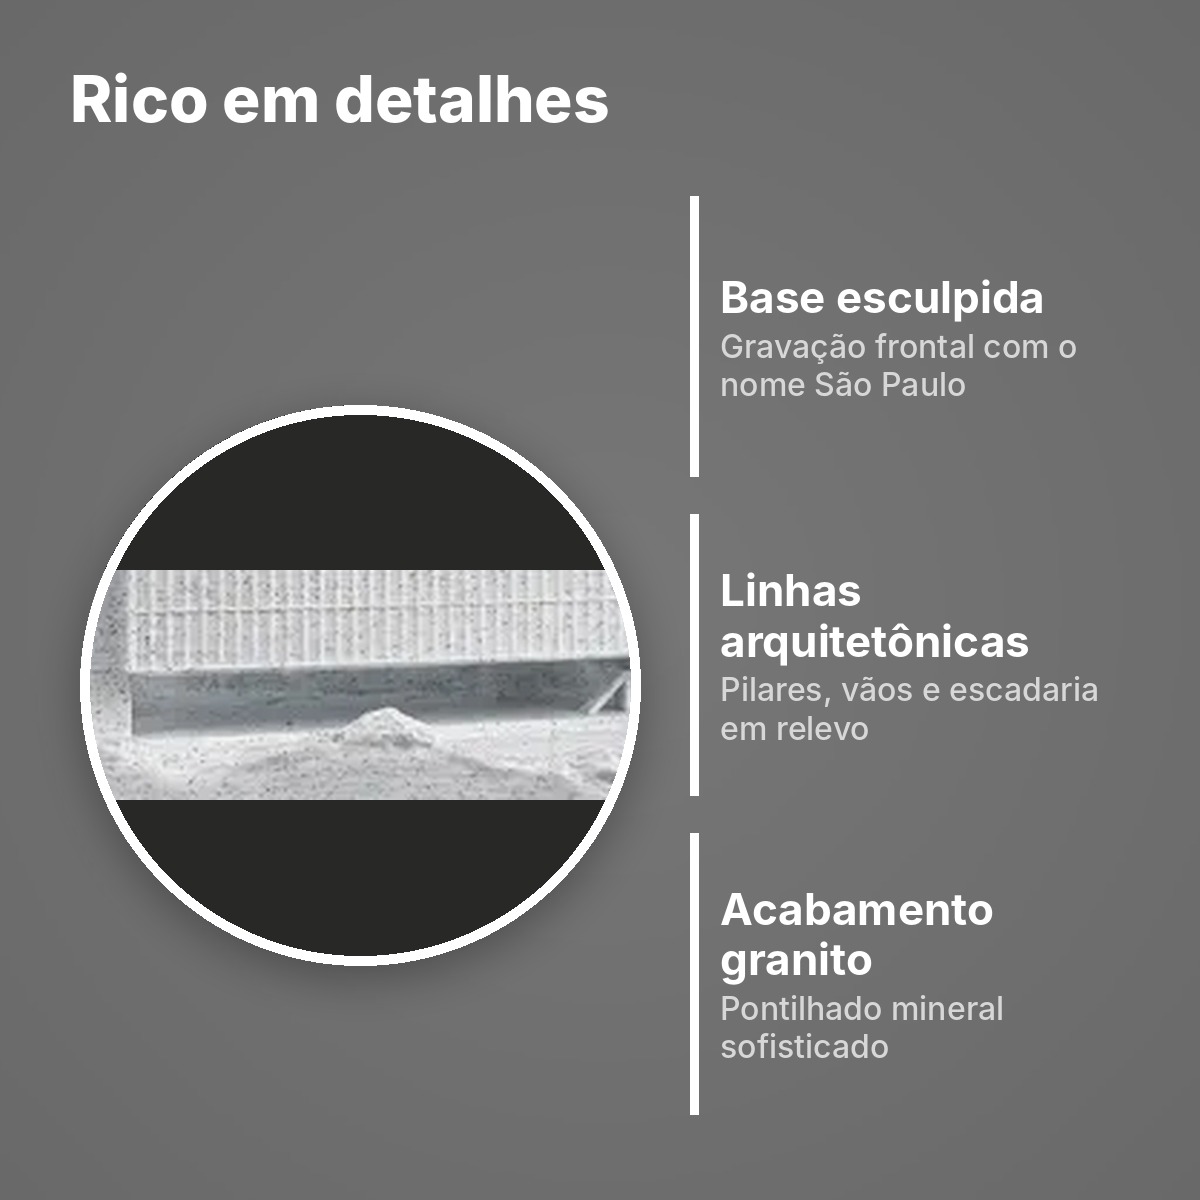 Rico em detalhes
Base esculpida
Gravação frontal com o
nome São Paulo
Linhas
arquitetônicas
Pilares, vãos e escadaria
em relevo
Acabamento
granito
Pontilhado mineral
sofisticado